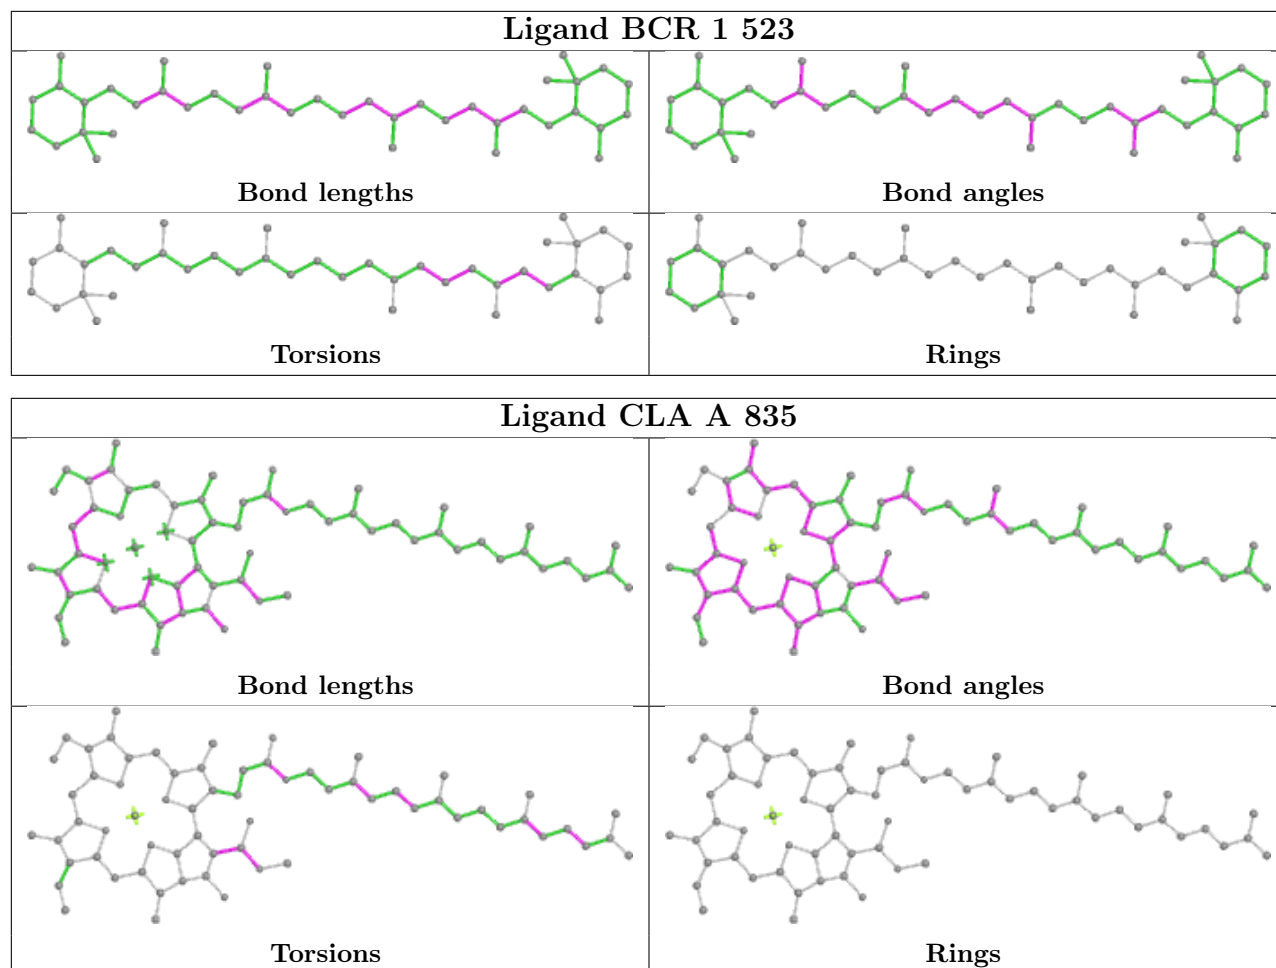 Ligand BCR 1 523
Bond lengths
Bond angles
Torsions
Rings
Ligand CLA A 835
Bond lengths
Bond angles
Torsions
Rings